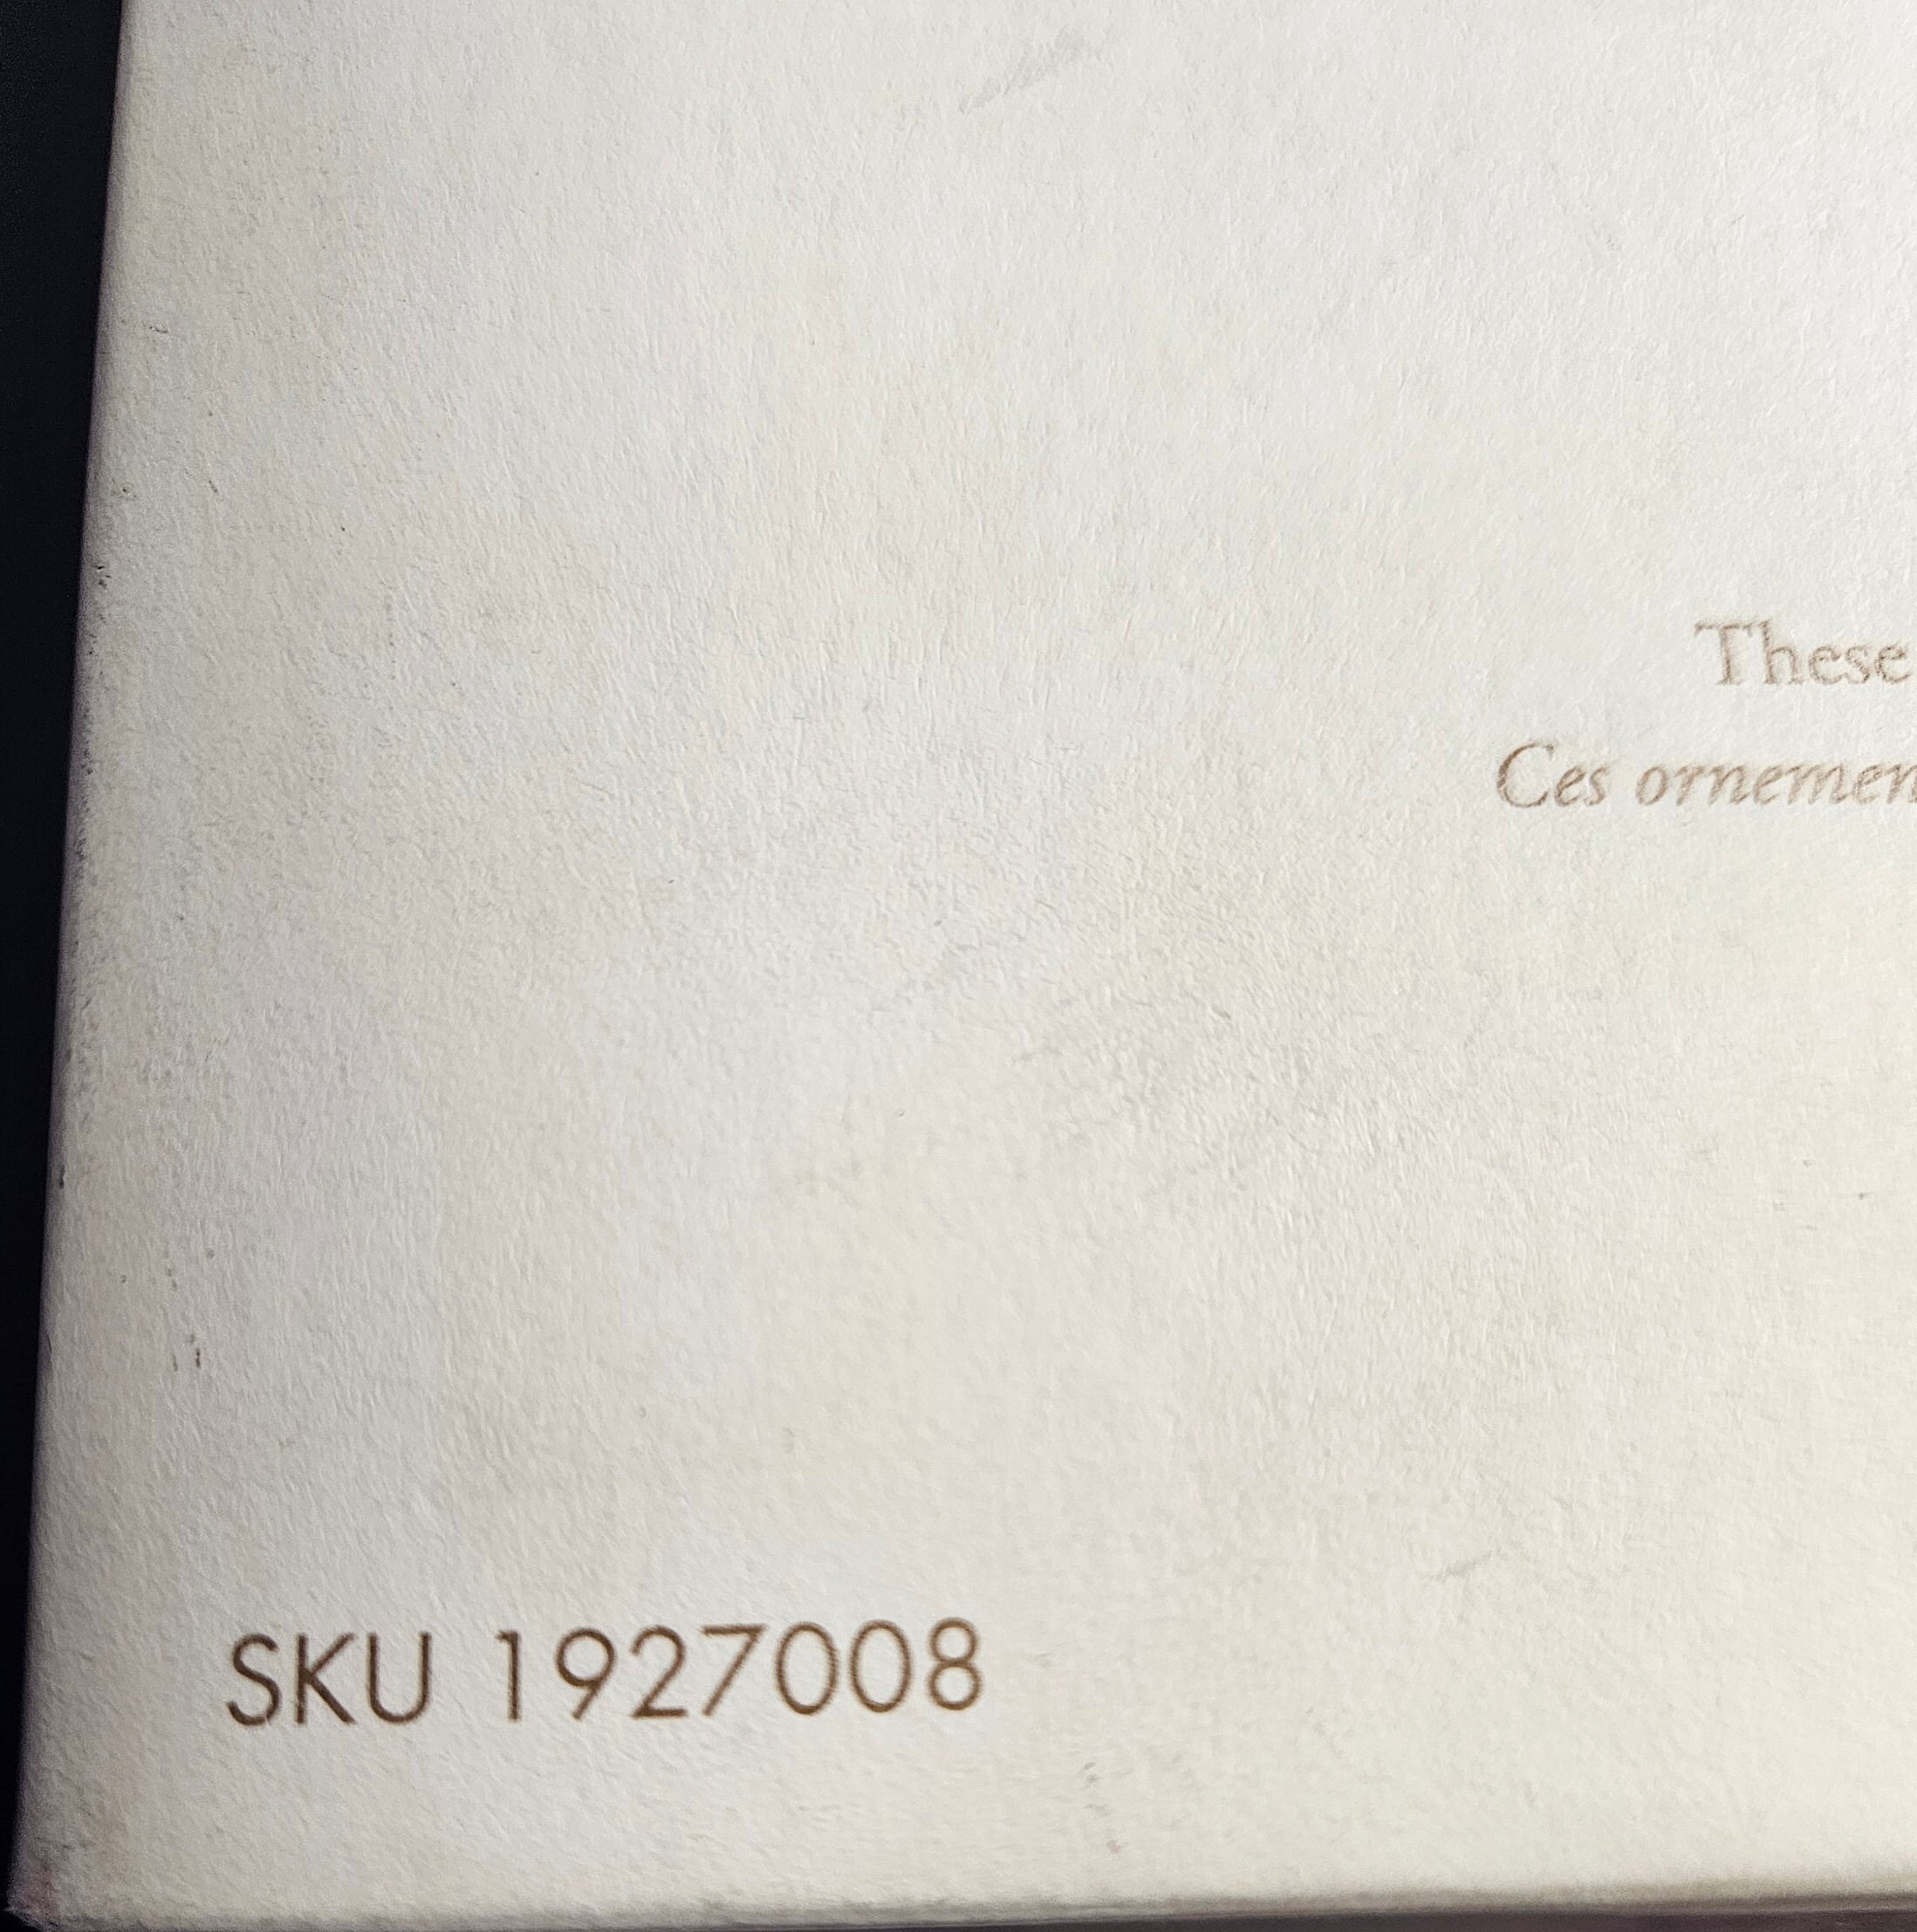 These
Ces ornemen
SKU 1927008